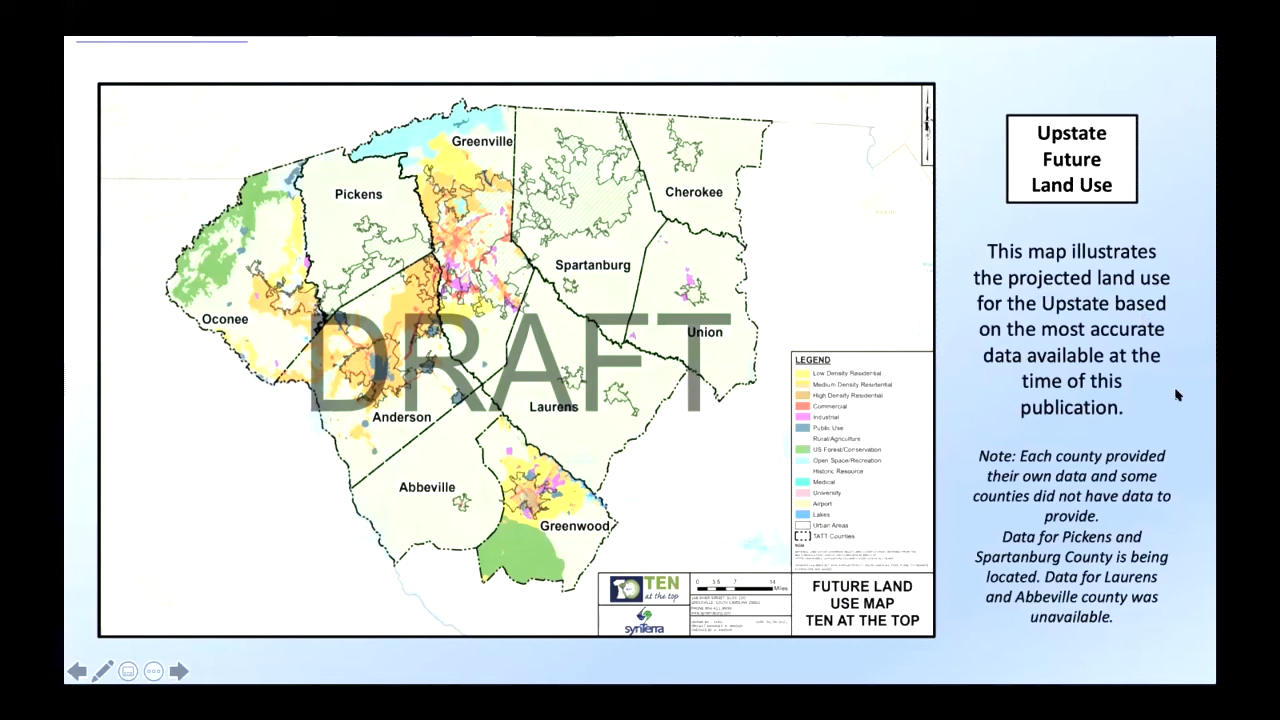 Greenville
Pickens
Cherokee
Spartanburg
Oconee
Union
DRAFT
Laurens
Anderson
Abbeville
Greenwood
LEGEND
Low Density Residential
Medium Density Residential
High Density Residential
Commercial
Industrial
Public Use
Rural/Agriculture
US Forest/Conservation
Open Space/Recreation
Historic Resource
Medical
University
Airport
Lakes
Urban Areas
TATT Counties
TEN
at the top
synTerra
0 3.5 7 14
Miles
FUTURE LAND
USE MAP
TEN AT THE TOP
Upstate
Future
Land Use
This map illustrates
the projected land use
for the Upstate based
on the most accurate
data available at the
time of this
publication.
Note: Each county provided
their own data and some
counties did not have data to
provide.
Data for Pickens and
Spartanburg County is being
located. Data for Laurens
and Abbeville county was
unavailable.